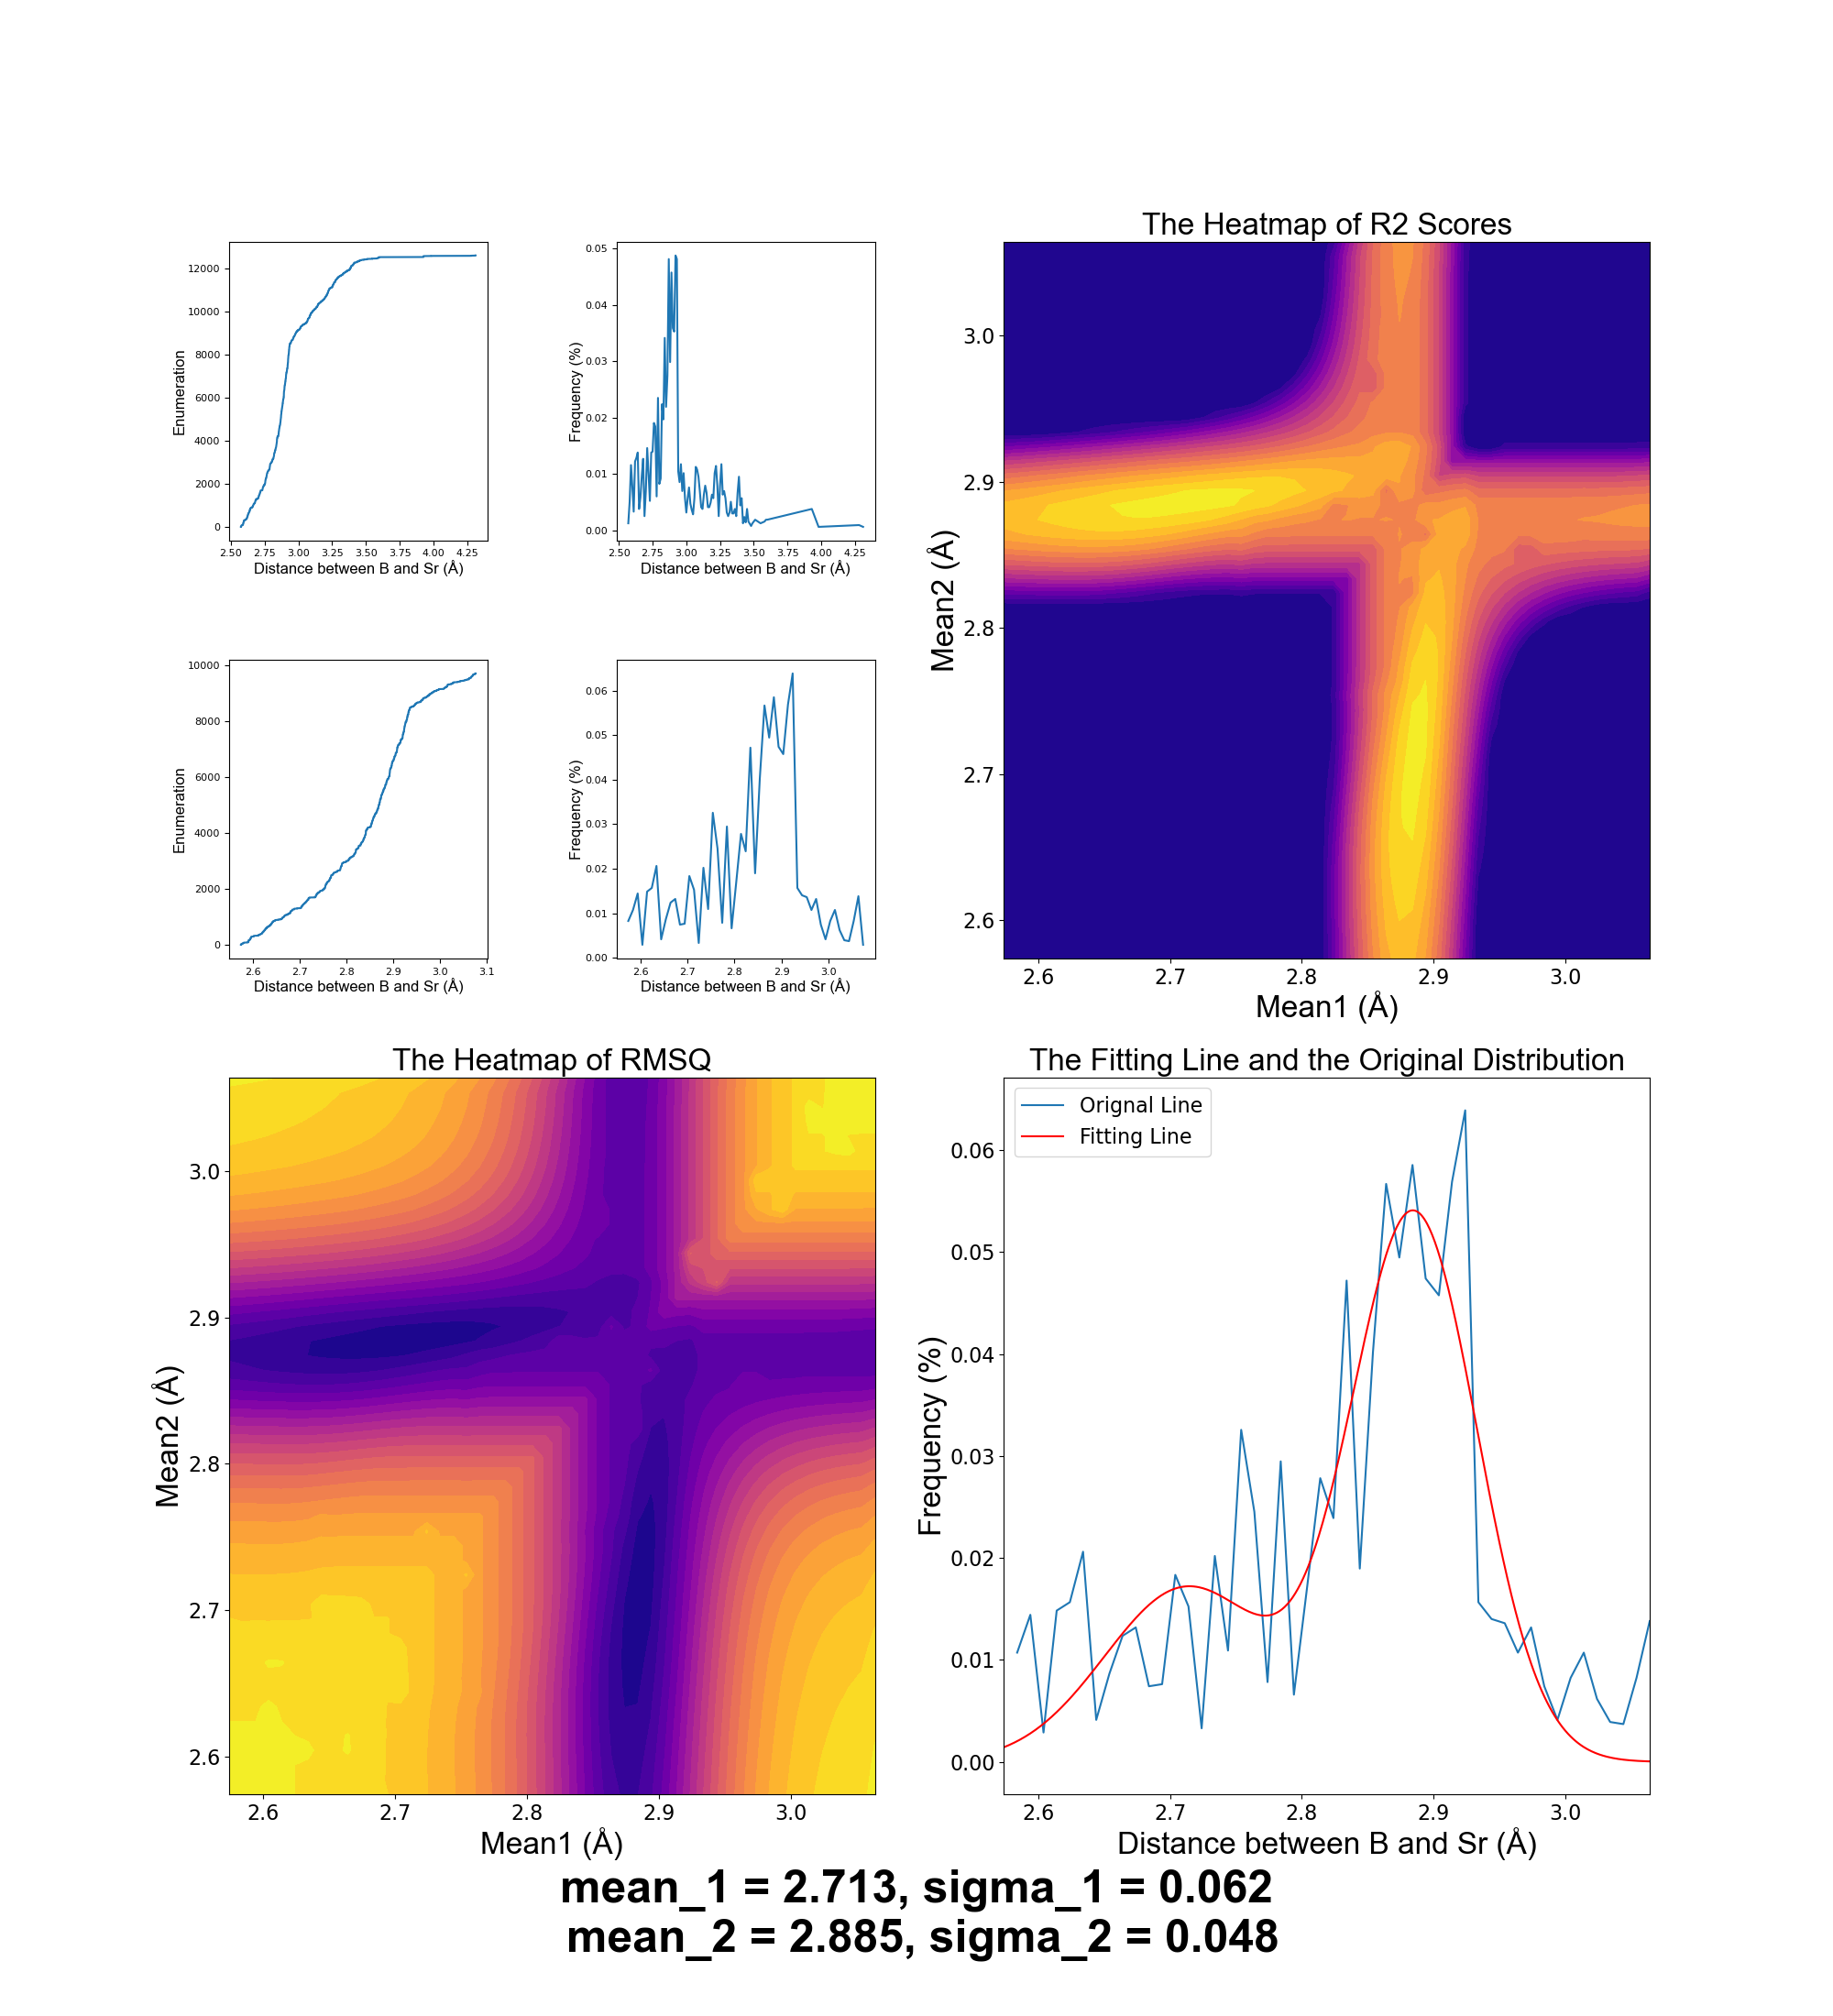 The Heatmap of R2 Scores
12000
10000
8000
6000
4000
2000
0
Enumeration
2.50 2.75 3.00 3.25 3.50 3.75 4.00 4.25
Distance between B and Sr (Å)
0.05
0.04
0.03
0.02
0.01
0.00
Frequency (%)
2.50 2.75 3.00 3.25 3.50 3.75 4.00 4.25
Distance between B and Sr (Å)
10000
8000
6000
4000
2000
0
Enumeration
2.6 2.7 2.8 2.9 3.0 3.1
Distance between B and Sr (Å)
0.06
0.05
0.04
0.03
0.02
0.01
0.00
Frequency (%)
2.6 2.7 2.8 2.9 3.0
Distance between B and Sr (Å)
3.0
2.9
2.8
2.7
2.6
Mean2 (Å)
2.6 2.7 2.8 2.9 3.0
Mean1 (Å)
The Heatmap of RMSQ
3.0
2.9
2.8
2.7
2.6
Mean2 (Å)
2.6 2.7 2.8 2.9 3.0
Mean1 (Å)
The Fitting Line and the Original Distribution
Orignal Line
Fitting Line
0.06
0.05
0.04
0.03
0.02
0.01
0.00
Frequency (%)
2.6 2.7 2.8 2.9 3.0
Distance between B and Sr (Å)
mean_1 = 2.713, sigma_1 = 0.062
mean_2 = 2.885, sigma_2 = 0.048